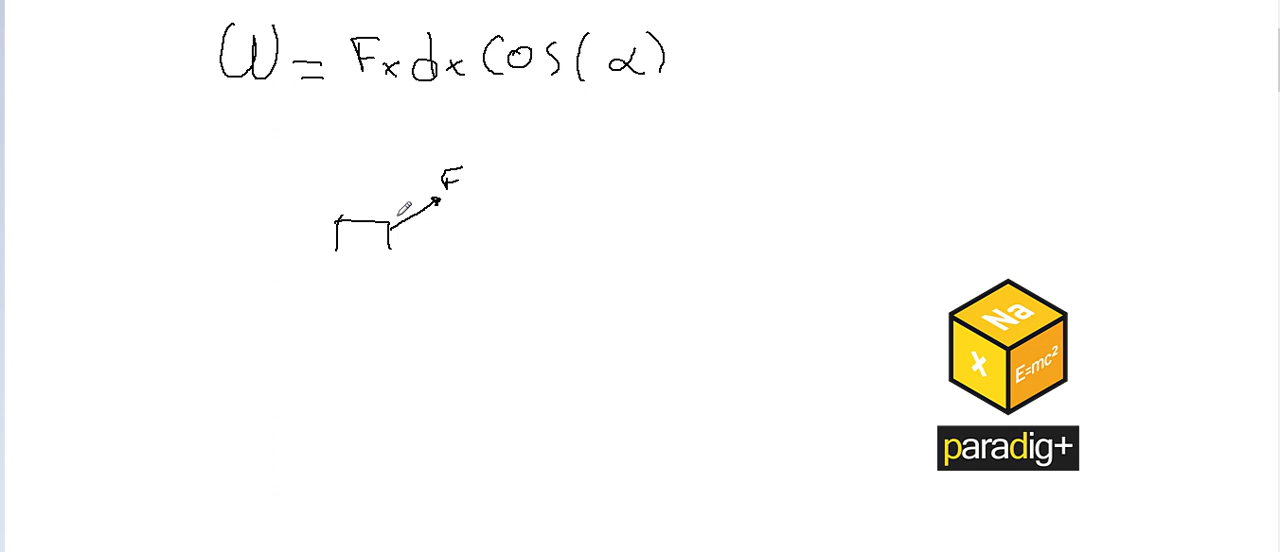 W = F x d x cos(α)
F
Na
x
E=mc²
paradig+